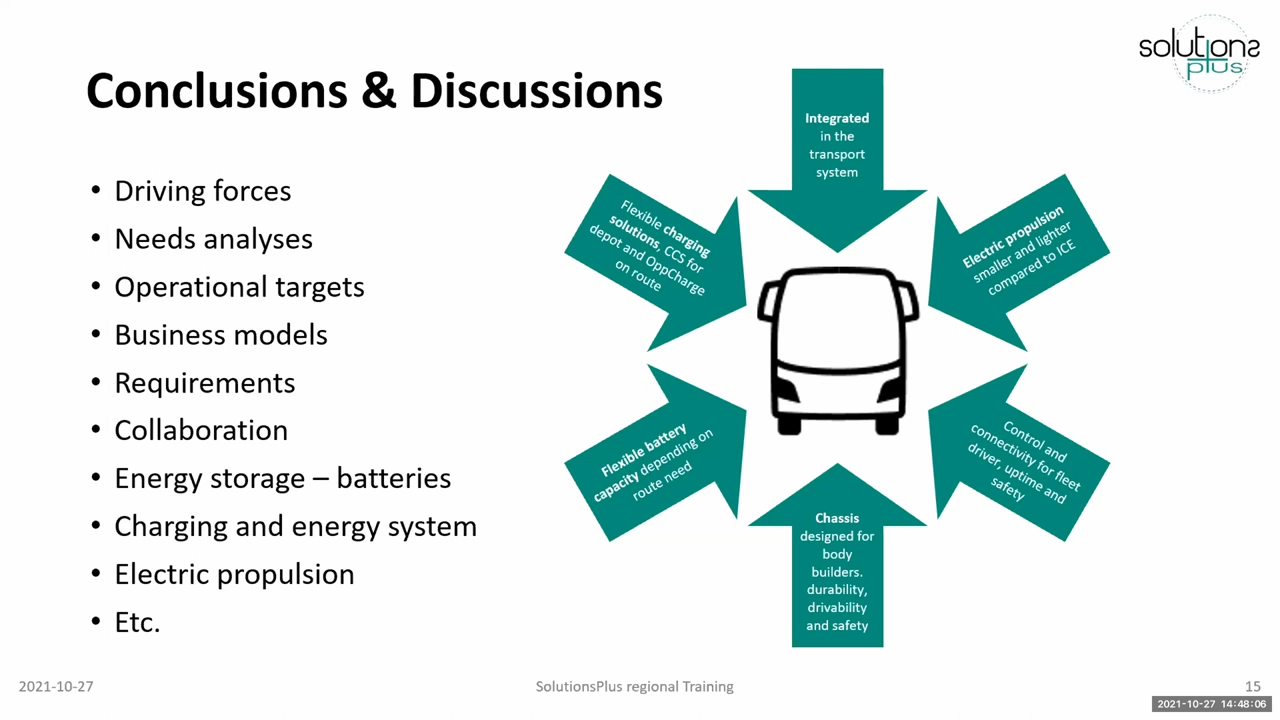 solutions
plus
Conclusions & Discussions
• Driving forces
• Needs analyses
• Operational targets
• Business models
• Requirements
• Collaboration
• Energy storage – batteries
• Charging and energy system
• Electric propulsion
• Etc.
Integrated
in the
transport
system
Flexible charging
solutions, CCS for
depot and OppCharge
on route
Electric propulsion
smaller and lighter
compared to ICE
Flexible battery
capacity depending on
route need
Control and
connectivity for fleet
driver, uptime and
safety
Chassis
designed for
body
builders.
durability,
drivability
and safety
2021-10-27
SolutionsPlus regional Training
15
2021-10-27 14:48:06